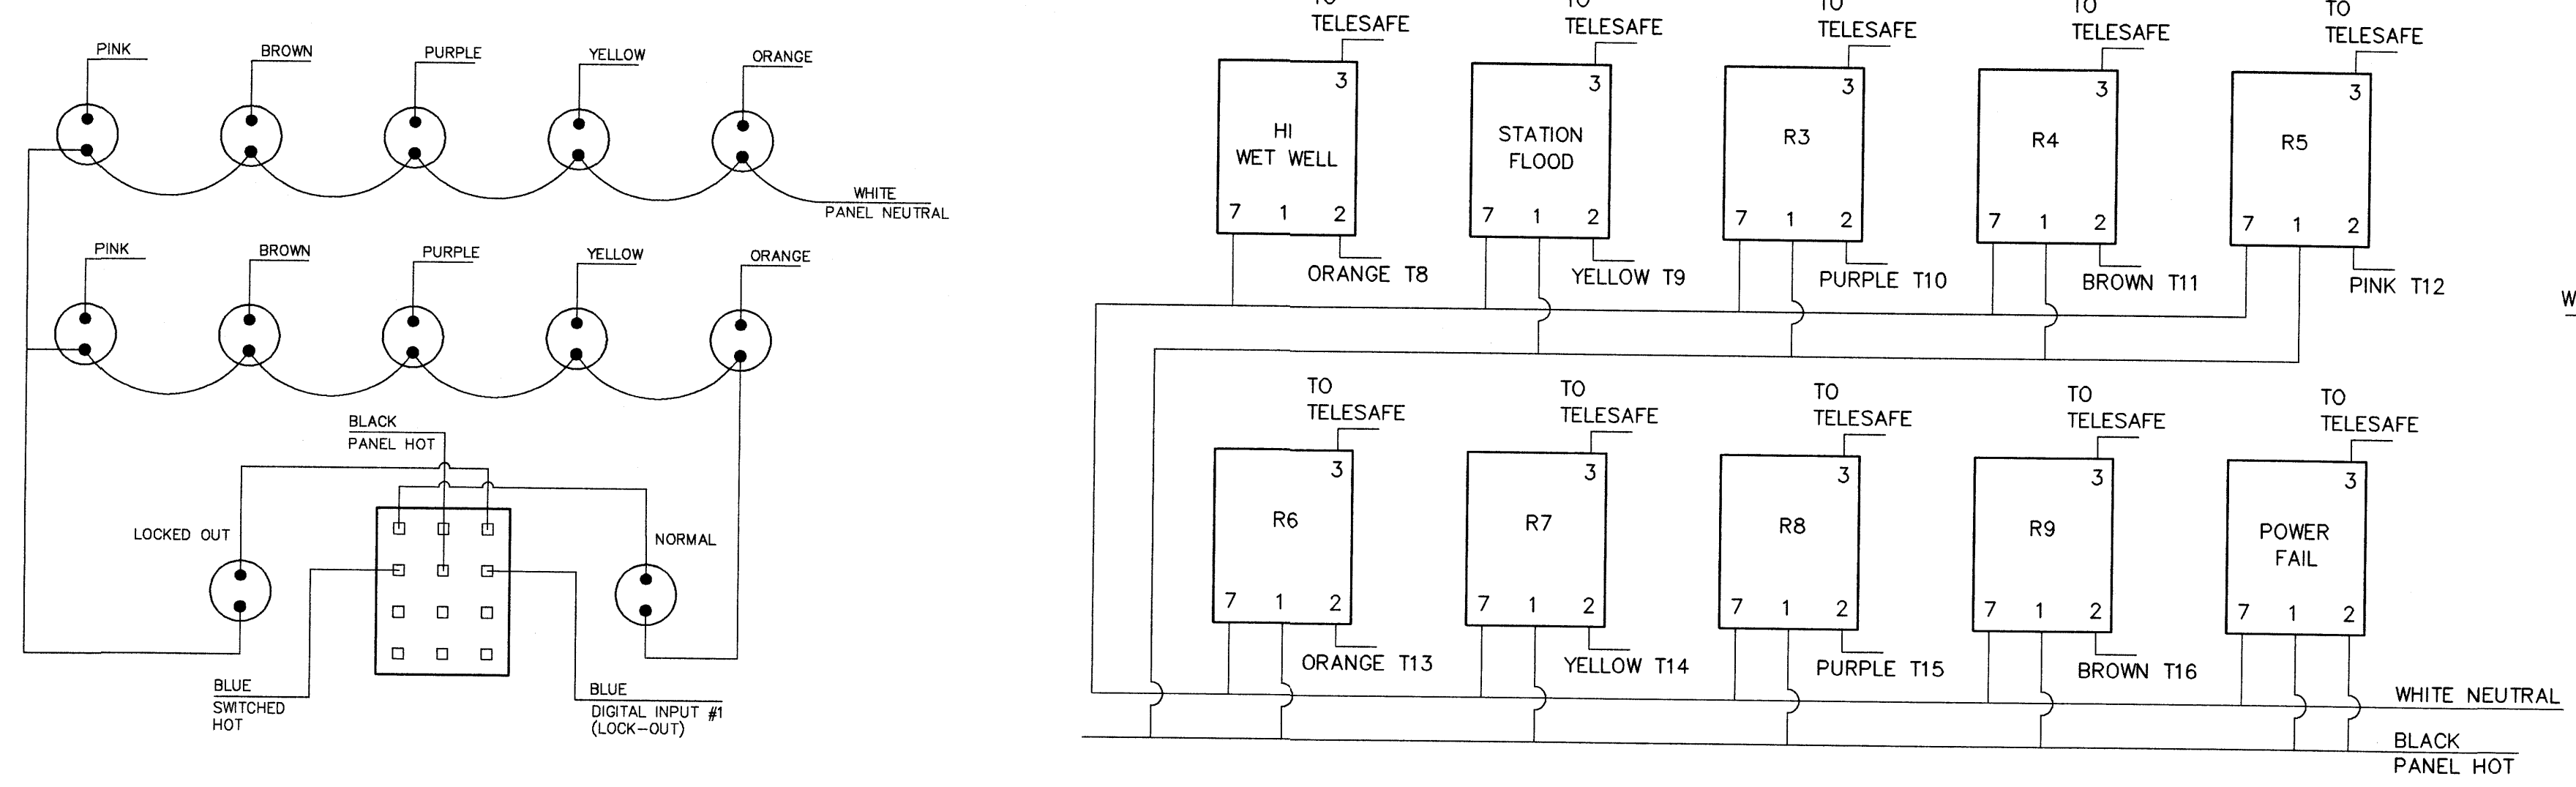 PINK
BROWN
PURPLE
YELLOW
ORANGE
WHITE
PANEL NEUTRAL
PINK
BROWN
PURPLE
YELLOW
ORANGE
BLACK
PANEL HOT
LOCKED OUT
NORMAL
BLUE
SWITCHED
HOT
BLUE
DIGITAL INPUT #1
(LOCK-OUT)
TO
TELESAFE
3
HI
WET WELL
7 1 2
ORANGE T8
TO
TELESAFE
3
STATION
FLOOD
7 1 2
YELLOW T9
TO
TELESAFE
3
R3
7 1 2
PURPLE T10
TO
TELESAFE
3
R4
7 1 2
BROWN T11
TO
TELESAFE
3
R5
7 1 2
PINK T12
TO
TELESAFE
3
R6
7 1 2
ORANGE T13
TO
TELESAFE
3
R7
7 1 2
YELLOW T14
TO
TELESAFE
3
R8
7 1 2
PURPLE T15
TO
TELESAFE
3
R9
7 1 2
BROWN T16
TO
TELESAFE
3
POWER
FAIL
7 1 2
WHITE NEUTRAL
BLACK
PANEL HOT